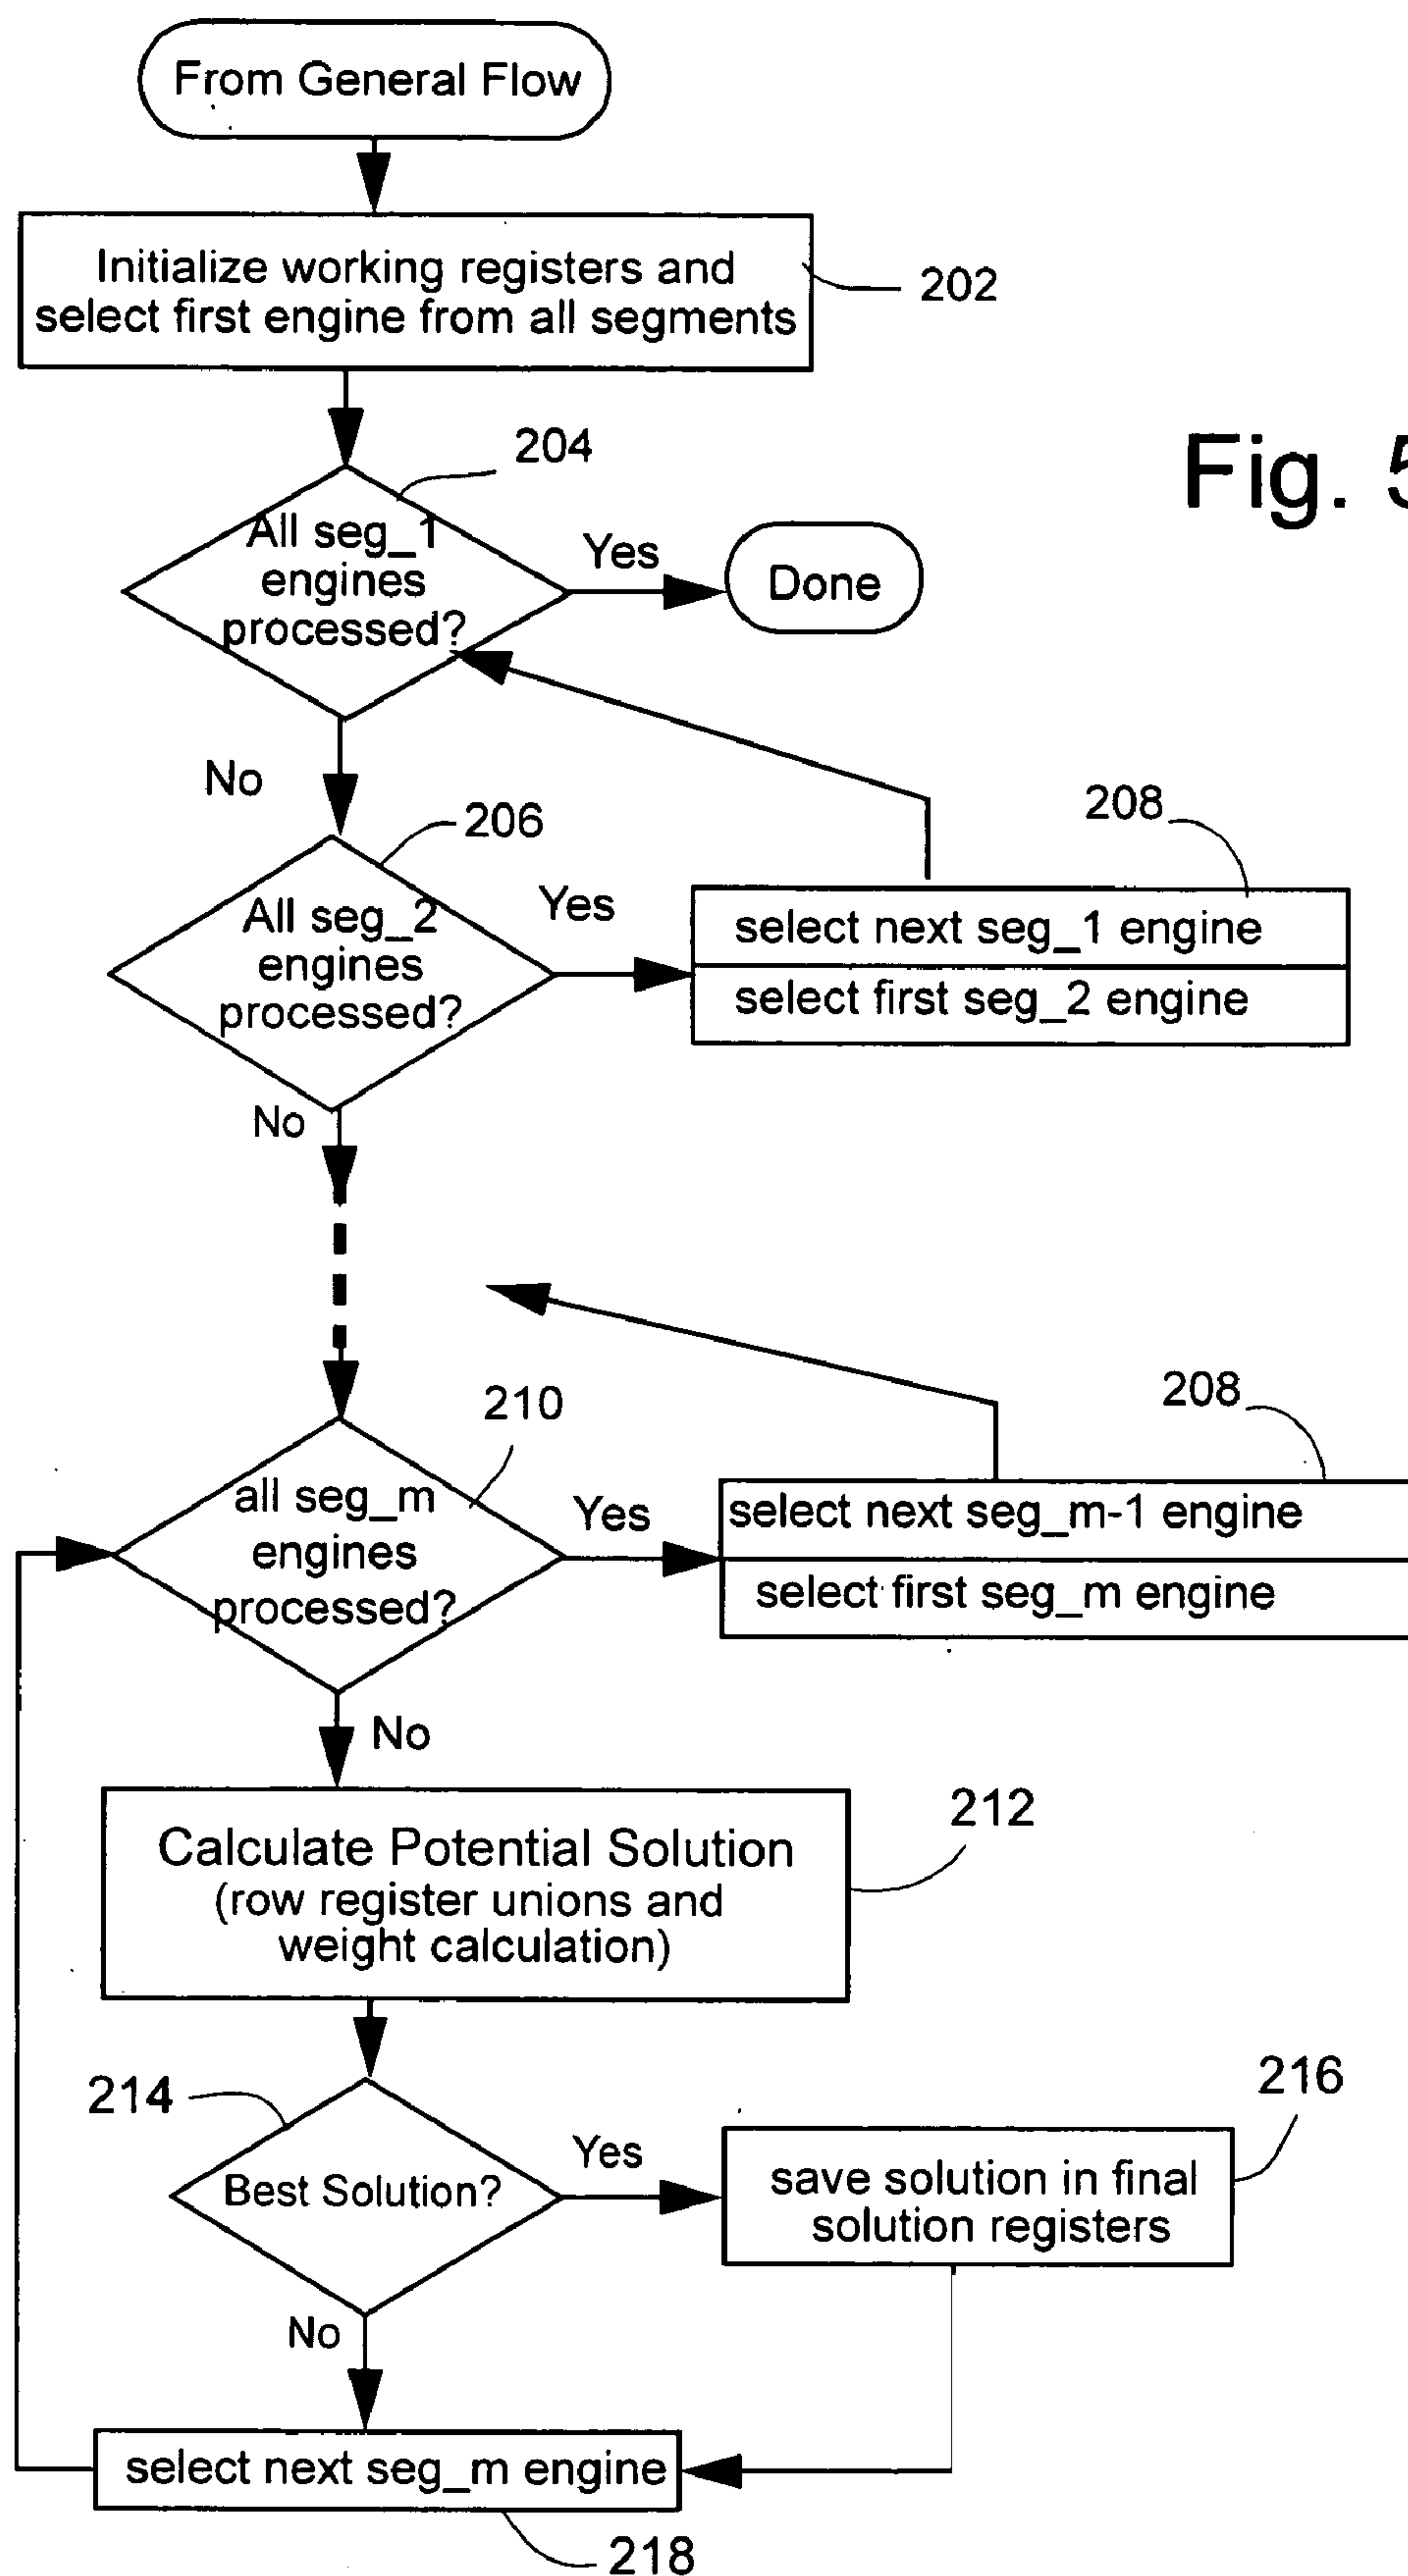 From General Flow
Initialize working registers and
select first engine from all segments
202
204
Fig. 5
All seg_1
engines
processed?
Yes
Done
No
206
208
All seg_2
engines
processed?
Yes
select next seg_1 engine
select first seg_2 engine
No
210
208
all seg_m
engines
processed?
Yes
select next seg_m-1 engine
select first seg_m engine
No
212
Calculate Potential Solution
(row register unions and
weight calculation)
214
216
Best Solution?
Yes
save solution in final
solution registers
No
select next seg_m engine
218